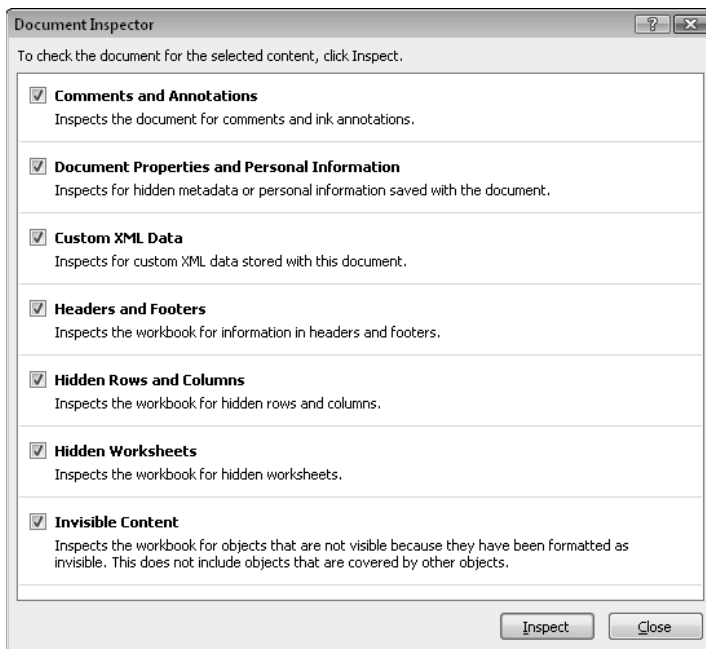 Document Inspector
To check the document for the selected content, click Inspect.
Comments and Annotations
Inspects the document for comments and ink annotations.
Document Properties and Personal Information
Inspects for hidden metadata or personal information saved with the document.
Custom XML Data
Inspects for custom XML data stored with this document.
Headers and Footers
Inspects the workbook for information in headers and footers.
Hidden Rows and Columns
Inspects the workbook for hidden rows and columns.
Hidden Worksheets
Inspects the workbook for hidden worksheets.
Invisible Content
Inspects the workbook for objects that are not visible because they have been formatted as
invisible. This does not include objects that are covered by other objects.
Inspect Close